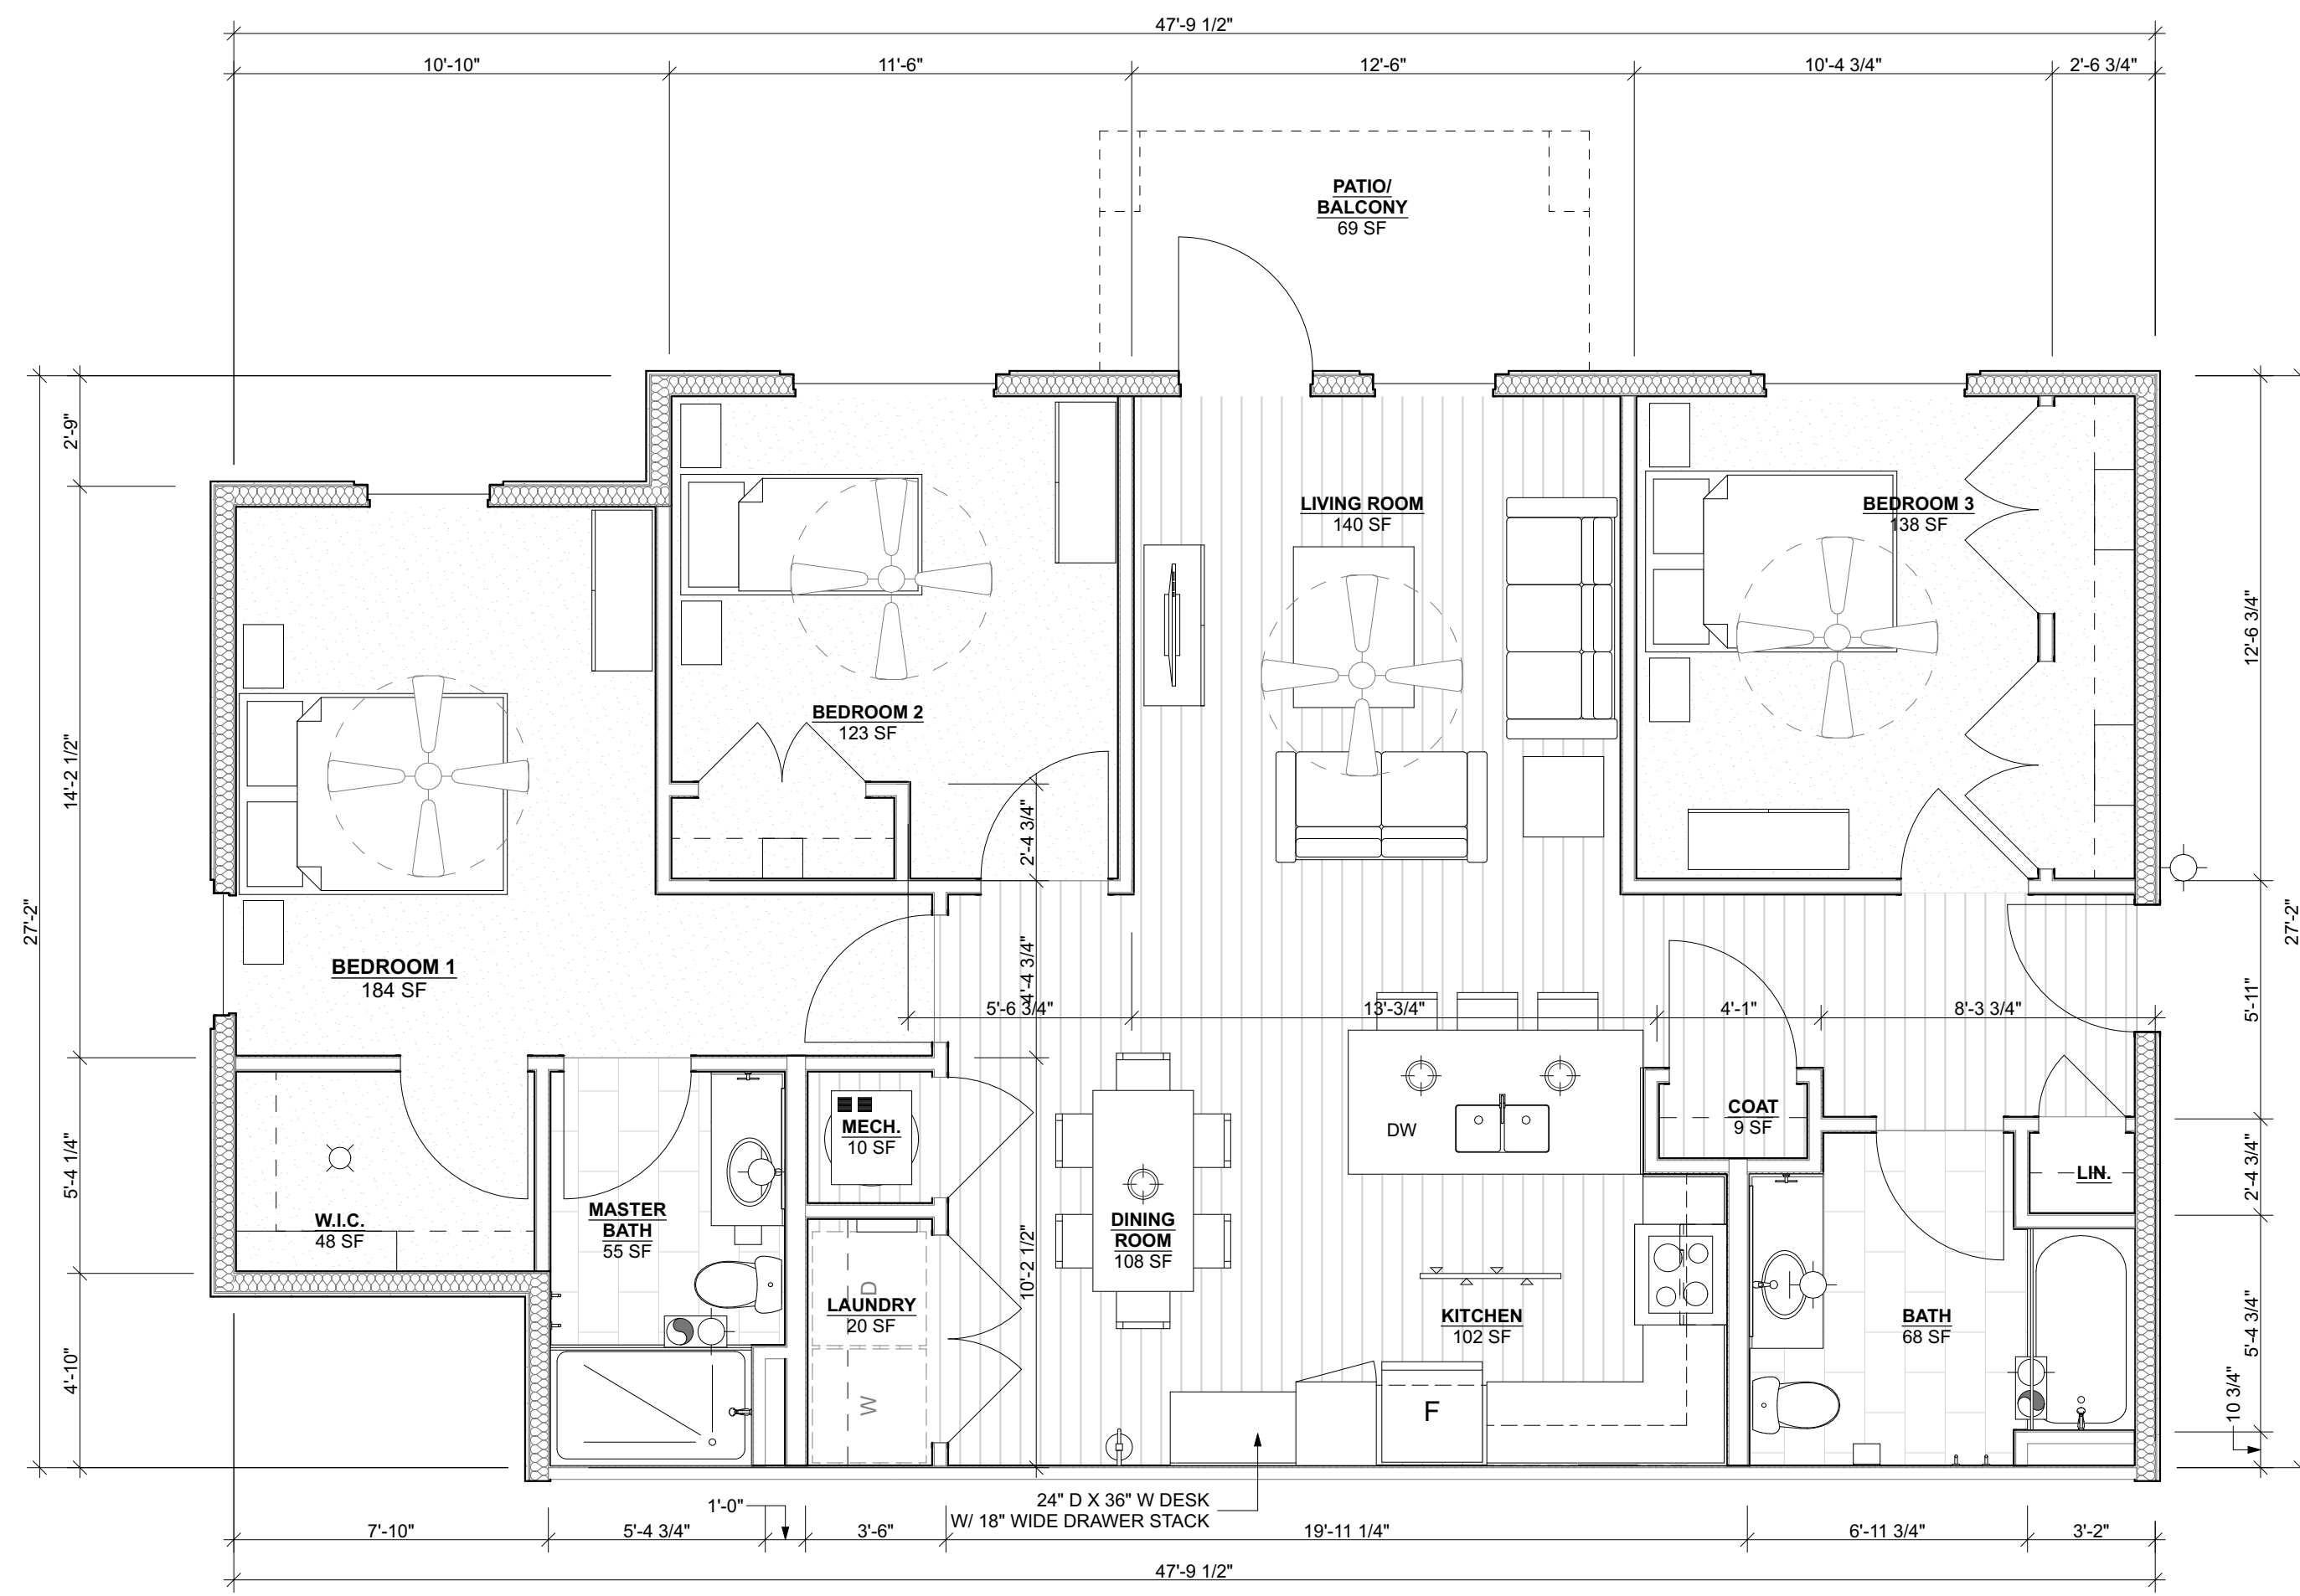 47'-9 1/2"
10'-10"
11'-6"
12'-6"
10'-4 3/4"
2'-6 3/4"
PATIO/
BALCONY
69 SF
2'-9"
14'-2 1/2"
27'-2"
5'-4 1/4"
4'-10"
LIVING ROOM
140 SF
BEDROOM 3
138 SF
BEDROOM 2
123 SF
BEDROOM 1
184 SF
2'-4 3/4"
4'-4 3/4"
10'-2 1/2"
5'-6 3/4"
13'-3/4"
4'-1"
8'-3 3/4"
12'-6 3/4"
27'-2"
5'-11"
2'-4 3/4"
5'-4 3/4"
10 3/4"
MECH.
10 SF
DW
COAT
9 SF
LIN.
W.I.C.
48 SF
MASTER
BATH
55 SF
DINING
ROOM
108 SF
D
LAUNDRY
20 SF
W
KITCHEN
102 SF
BATH
68 SF
F
24" D X 36" W DESK
W/ 18" WIDE DRAWER STACK
1'-0"
7'-10"
5'-4 3/4"
3'-6"
19'-11 1/4"
6'-11 3/4"
3'-2"
47'-9 1/2"